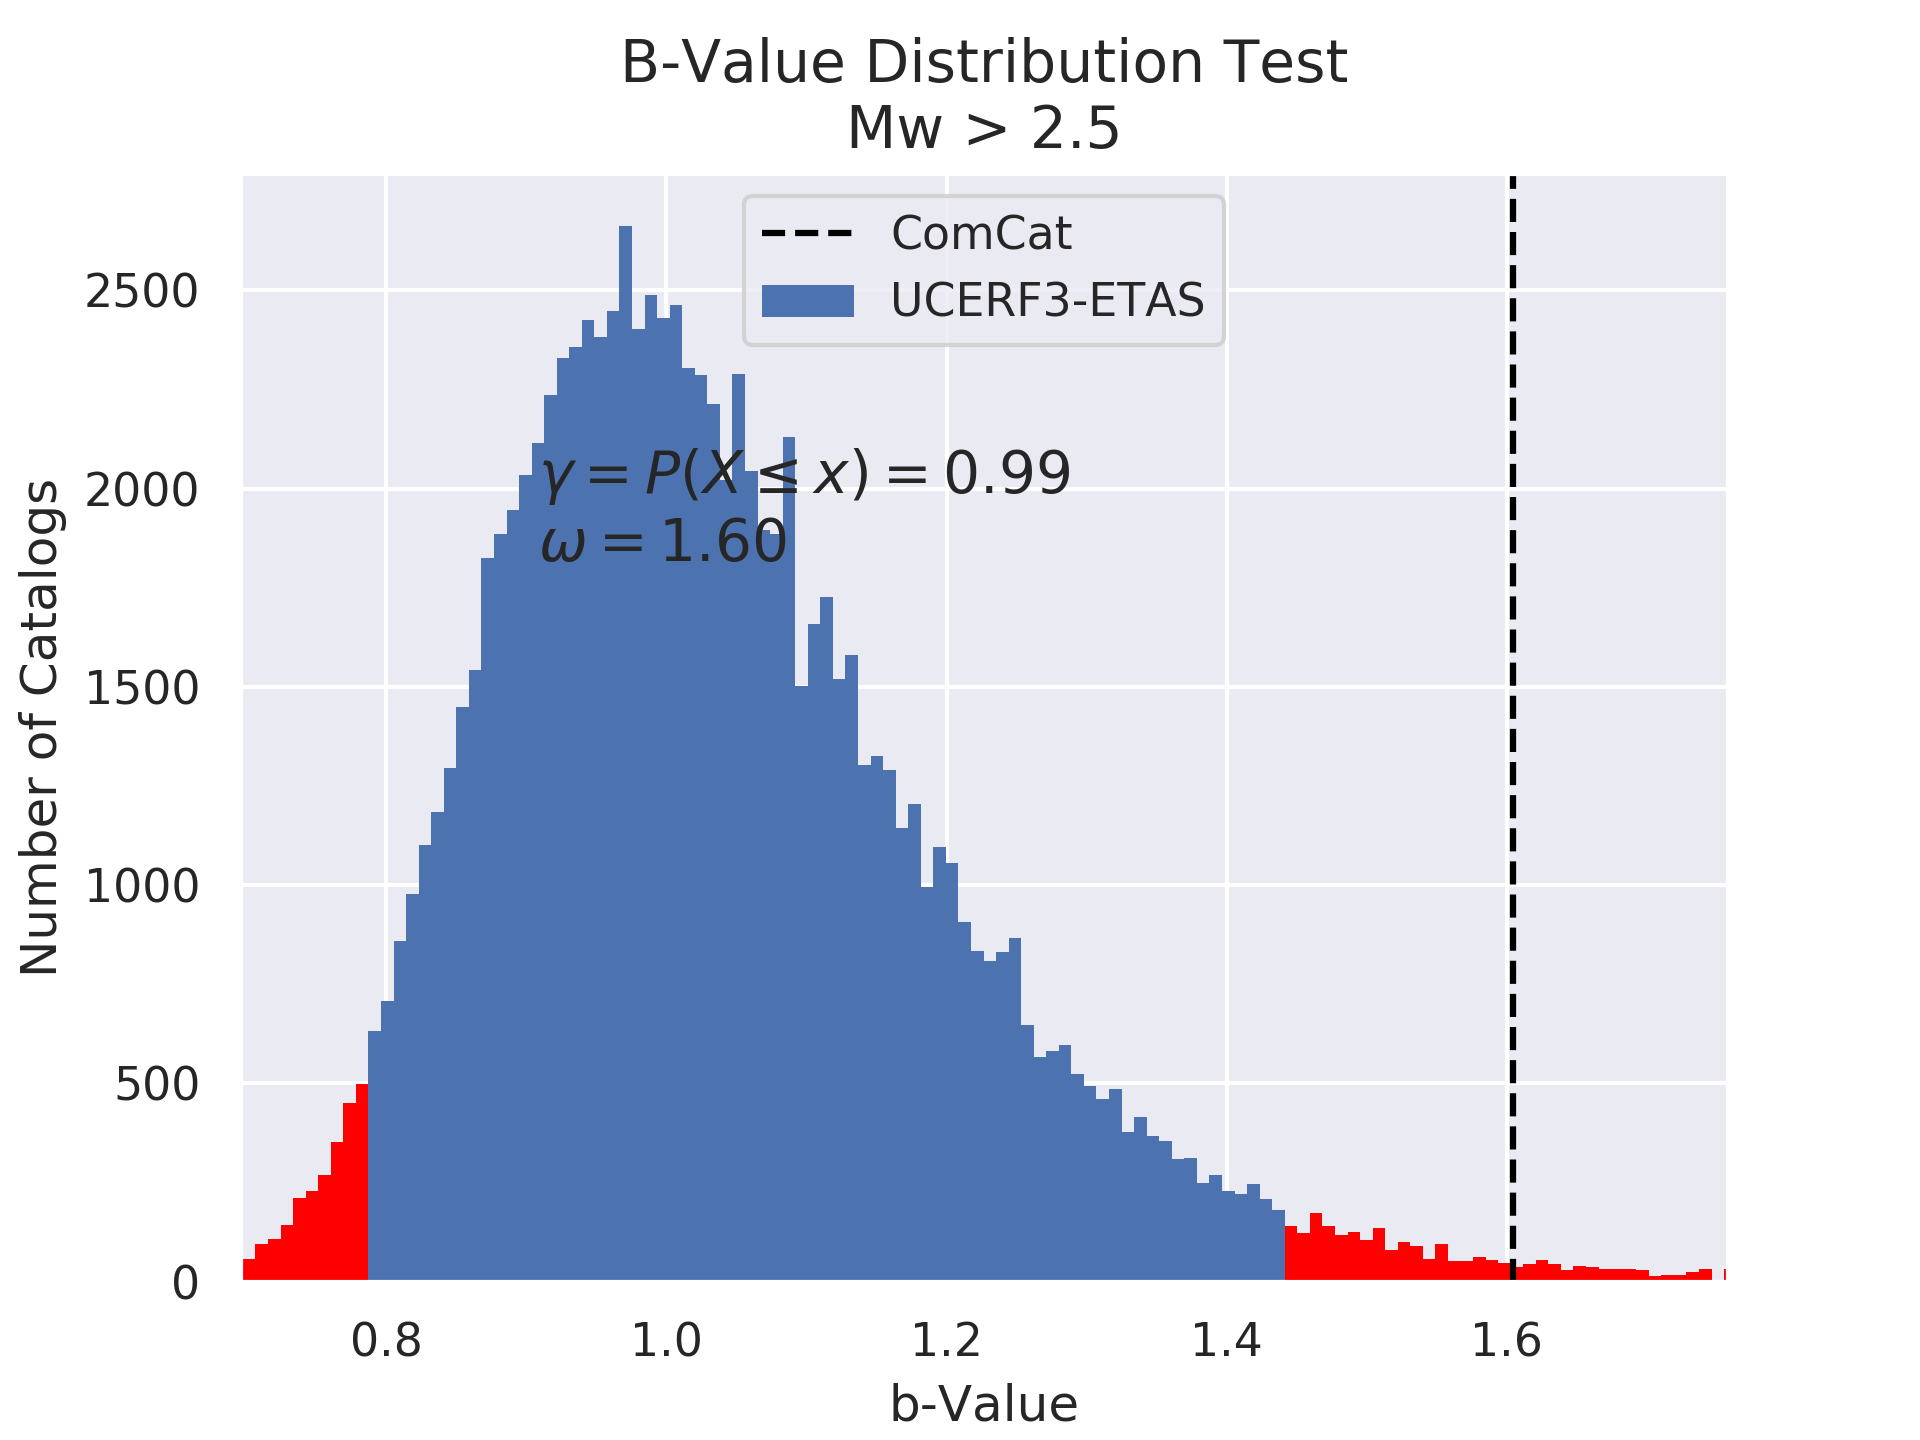 B-Value Distribution Test
Mw > 2.5
ComCat
UCERF3-ETAS
γ = P(X ≤ x) = 0.99
ω = 1.60
Number of Catalogs
2500
2000
1500
1000
500
0
0.8 1.0 1.2 1.4 1.6
b-Value